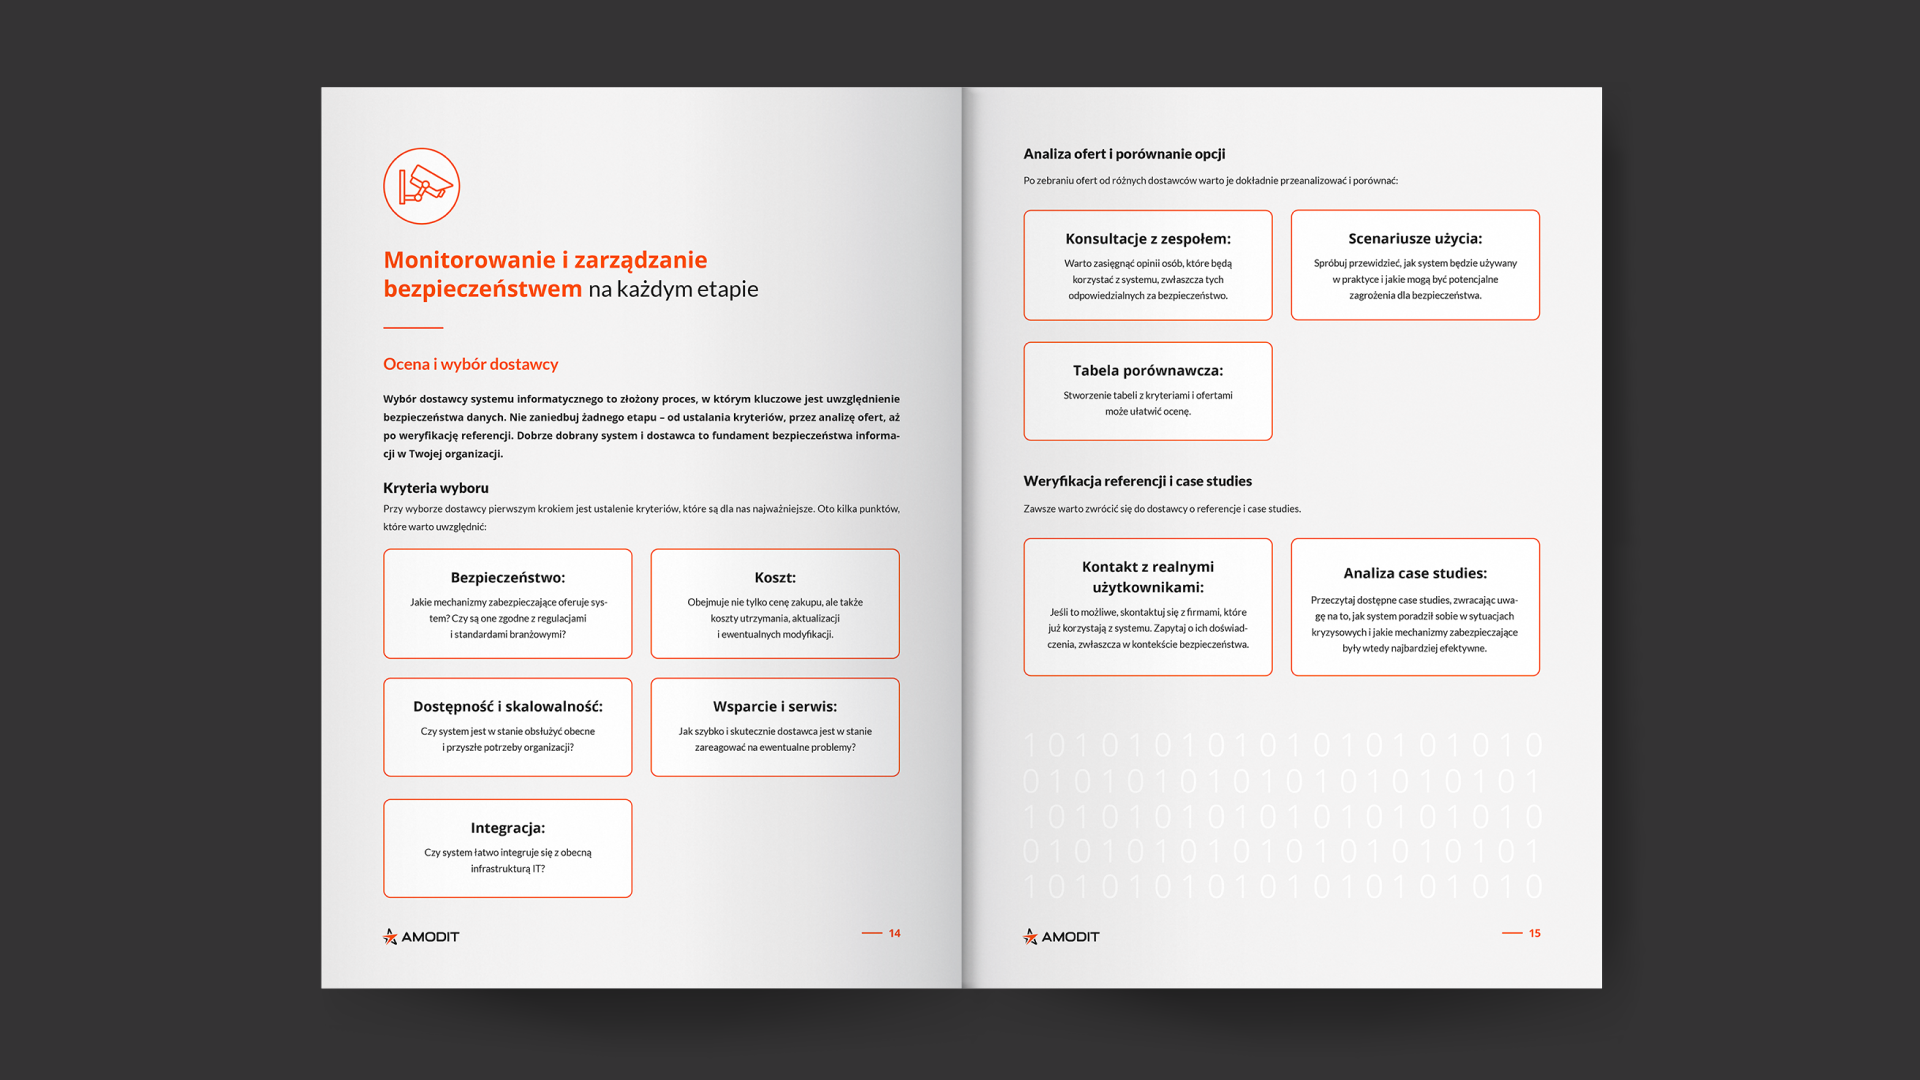 Monitorowanie i zarządzanie
bezpieczeństwem na każdym etapie
Ocena i wybór dostawcy
Wybór dostawcy systemu informatycznego to złożony proces, w którym kluczowe jest uwzględnienie
bezpieczeństwa danych. Nie zaniedbuj żadnego etapu – od ustalania kryteriów, przez analizę ofert, aż
po weryfikację referencji. Dobrze dobrany system i dostawca to fundament bezpieczeństwa informa-
cji w Twojej organizacji.
Kryteria wyboru
Przy wyborze dostawcy pierwszym krokiem jest ustalenie kryteriów, które są dla nas najważniejsze. Oto kilka punktów,
które warto uwzględnić:
Bezpieczeństwo:
Jakie mechanizmy zabezpieczające oferuje sys-
tem? Czy są one zgodne z regulacjami
i standardami branżowymi?
Koszt:
Obejmuje nie tylko cenę zakupu, ale także
koszty utrzymania, aktualizacji
i ewentualnych modyfikacji.
Dostępność i skalowalność:
Czy system jest w stanie obsłużyć obecne
i przyszłe potrzeby organizacji?
Wsparcie i serwis:
Jak szybko i skutecznie dostawca jest w stanie
zareagować na ewentualne problemy?
Integracja:
Czy system łatwo integruje się z obecną
infrastrukturą IT?
AMODIT
14
Analiza ofert i porównanie opcji
Po zebraniu ofert od różnych dostawców warto je dokładnie przeanalizować i porównać:
Konsultacje z zespołem:
Warto zasięgnąć opinii osób, które będą
korzystać z systemu, zwłaszcza tych
odpowiedzialnych za bezpieczeństwo.
Scenariusze użycia:
Spróbuj przewidzieć, jak system będzie używany
w praktyce i jakie mogą być potencjalne
zagrożenia dla bezpieczeństwa.
Tabela porównawcza:
Stworzenie tabeli z kryteriami i ofertami
może ułatwić ocenę.
Weryfikacja referencji i case studies
Zawsze warto zwrócić się do dostawcy o referencje i case studies.
Kontakt z realnymi
użytkownikami:
Jeśli to możliwe, skontaktuj się z firmami, które
już korzystają z systemu. Zapytaj o ich doświad-
czenia, zwłaszcza w kontekście bezpieczeństwa.
Analiza case studies:
Przeczytaj dostępne case studies, zwracając uwa-
gę na to, jak system poradził sobie w sytuacjach
kryzysowych i jakie mechanizmy zabezpieczające
były wtedy najbardziej efektywne.
1 0 1 0 1 0 1 0 1 0 1 0 1 0 1 0 1 0 1 0
0 1 0 1 0 1 0 1 0 1 0 1 0 1 0 1 0 1 0 1
1 0 1 0 1 0 1 0 1 0 1 0 1 0 1 0 1 0 1 0
0 1 0 1 0 1 0 1 0 1 0 1 0 1 0 1 0 1 0 1
1 0 1 0 1 0 1 0 1 0 1 0 1 0 1 0 1 0 1 0
AMODIT
15